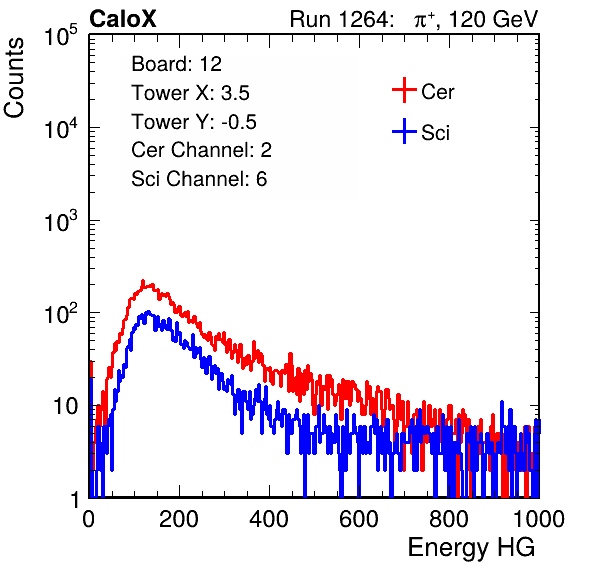 CaloX Run 1264: π⁺, 120 GeV
Counts
10⁵
10⁴
10³
10²
10
1
Board: 12
Tower X: 3.5
Tower Y: -0.5
Cer Channel: 2
Sci Channel: 6
Cer
Sci
0 200 400 600 800 1000
Energy HG